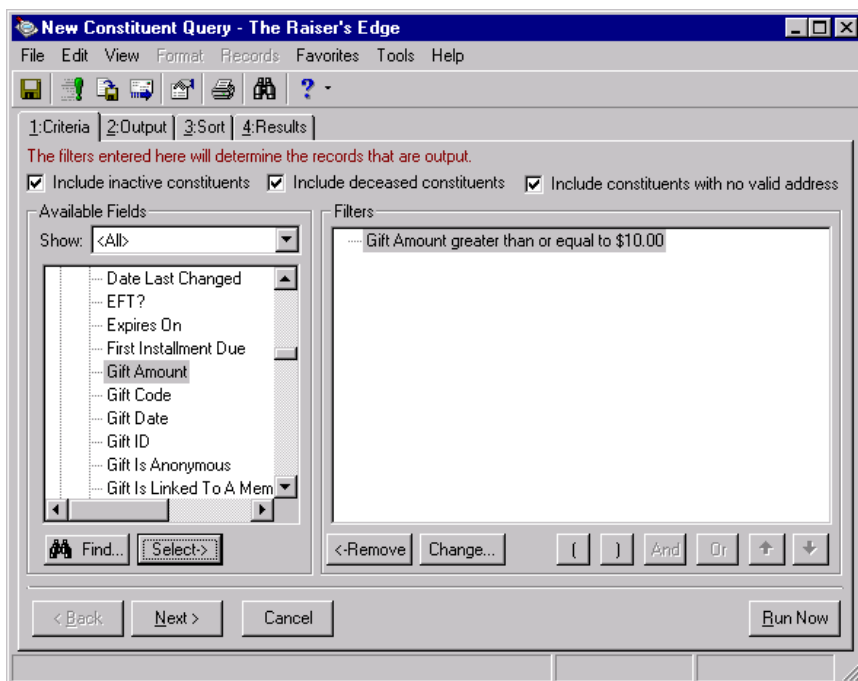 New Constituent Query - The Raiser's Edge
File Edit View Format Records Favorites Tools Help
?
1:Criteria 2:Output 3:Sort 4:Results
The filters entered here will determine the records that are output.
Include inactive constituents Include deceased constituents Include constituents with no valid address
Available Fields
Show: <All>
Date Last Changed
EFT?
Expires On
First Installment Due
Gift Amount
Gift Code
Gift Date
Gift ID
Gift Is Anonymous
Gift Is Linked To A Mem
Find... Select->
Filters
Gift Amount greater than or equal to $10.00
<-Remove Change... ( ) And Or
< Back Next > Cancel Run Now